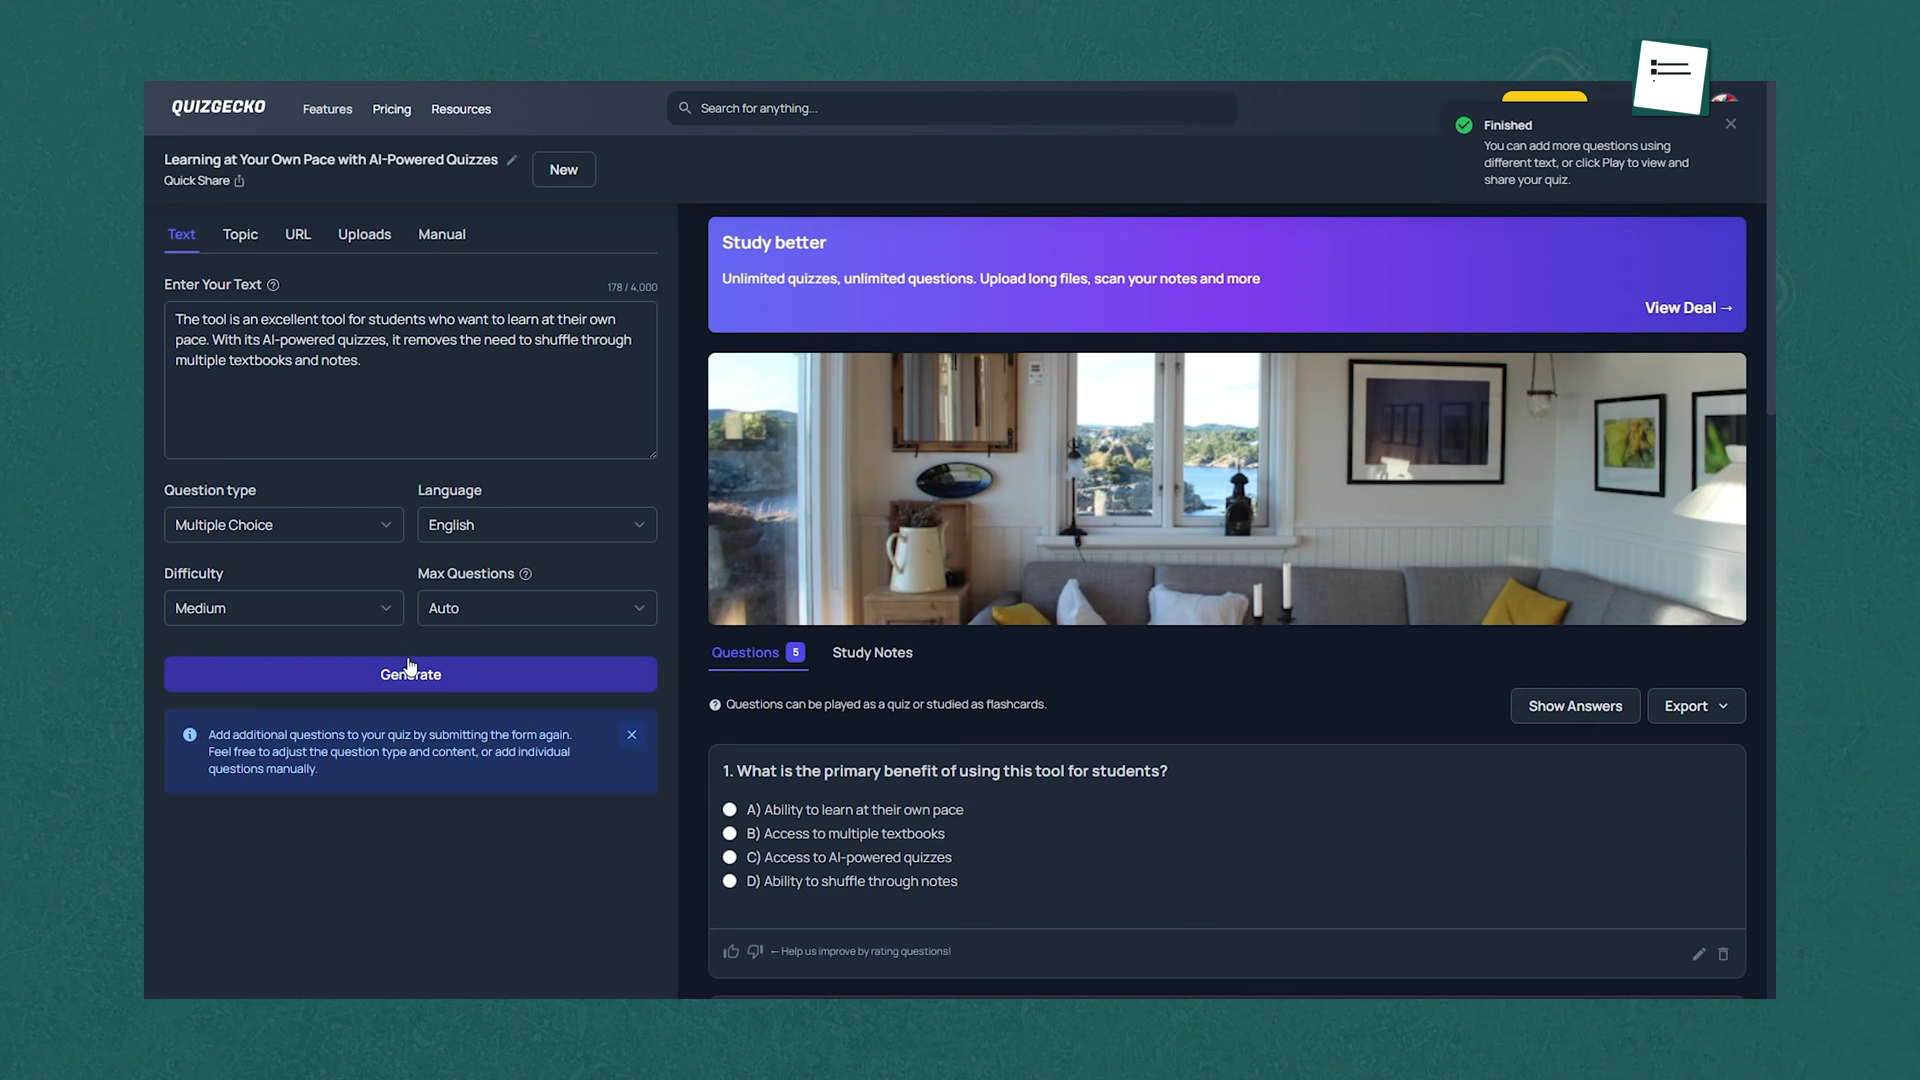 QUIZGECKO
Features
Pricing
Resources
Search for anything...
Finished
You can add more questions using
different text, or click Play to view and
share your quiz.
Learning at Your Own Pace with AI-Powered Quizzes
Quick Share
New
Text
Topic
URL
Uploads
Manual
Enter Your Text
178 / 4,000
The tool is an excellent tool for students who want to learn at their own
pace. With its AI-powered quizzes, it removes the need to shuffle through
multiple textbooks and notes.
Question type
Language
Multiple Choice
English
Difficulty
Max Questions
Medium
Auto
Generate
Add additional questions to your quiz by submitting the form again.
Feel free to adjust the question type and content, or add individual
questions manually.
Study better
Unlimited quizzes, unlimited questions. Upload long files, scan your notes and more
View Deal →
Questions 5
Study Notes
Questions can be played as a quiz or studied as flashcards.
Show Answers
Export
1. What is the primary benefit of using this tool for students?
A) Ability to learn at their own pace
B) Access to multiple textbooks
C) Access to AI-powered quizzes
D) Ability to shuffle through notes
← Help us improve by rating questions!